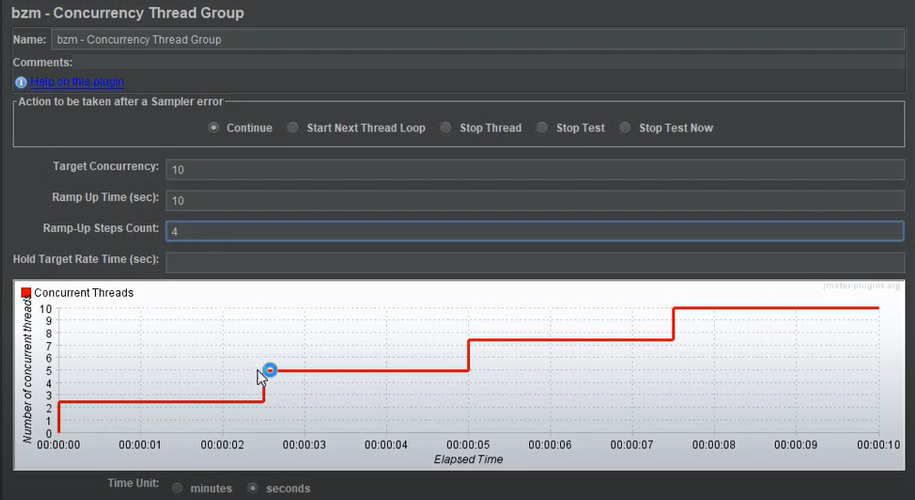 bzm - Concurrency Thread Group
Name: bzm - Concurrency Thread Group
Comments:
Help on this plugin
Action to be taken after a Sampler error
Continue Start Next Thread Loop Stop Thread Stop Test Stop Test Now
Target Concurrency: 10
Ramp Up Time (sec): 10
Ramp-Up Steps Count: 4
Hold Target Rate Time (sec):
jmeter-plugins.org
Concurrent Threads
Number of concurrent threads
10
9
8
7
6
5
4
3
2
1
0
00:00:00 00:00:01 00:00:02 00:00:03 00:00:04 00:00:05 00:00:06 00:00:07 00:00:08 00:00:09 00:00:10
Elapsed Time
Time Unit: minutes seconds